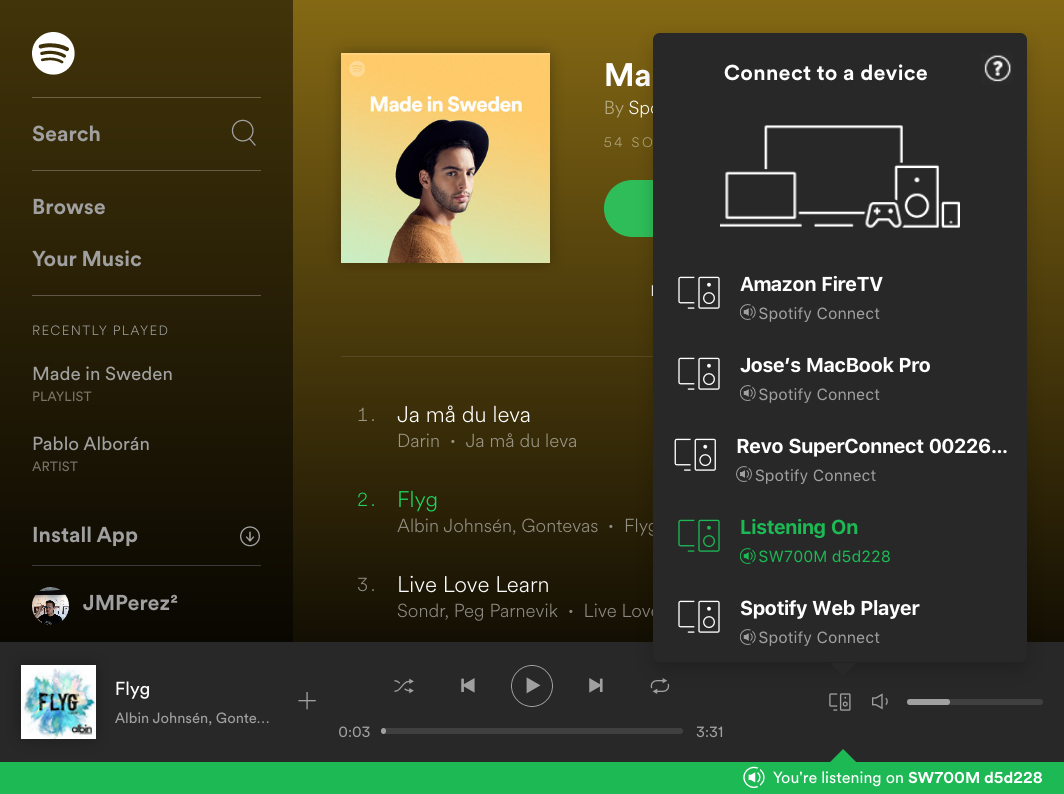 Search
Browse
Your Music
RECENTLY PLAYED
Made in Sweden
PLAYLIST
Pablo Alborán
ARTIST
Install App
JMPerez²
Made in Sweden
Ma
By Spo
54 SO
1. Ja må du leva
Darin • Ja må du leva
2. Flyg
Albin Johnsén, Gontevas • Flyg
3. Live Love Learn
Sondr, Peg Parnevik • Live Lov
Connect to a device
?
Amazon FireTV
Spotify Connect
Jose’s MacBook Pro
Spotify Connect
Revo SuperConnect 00226...
Spotify Connect
Listening On
SW700M d5d228
Spotify Web Player
Spotify Connect
FLYG
albin
Flyg
Albin Johnsén, Gonte...
0:03
3:31
You're listening on SW700M d5d228